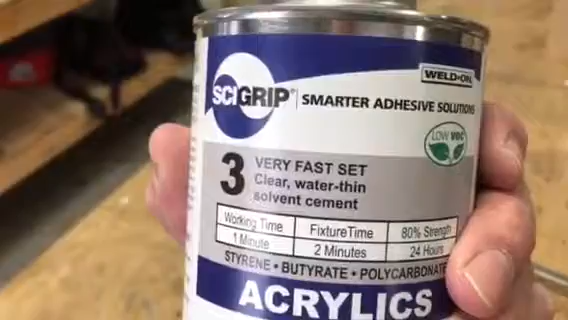 WELD-ON
SCIGRIP® SMARTER ADHESIVE SOLUTIONS
LOW VOC
3 VERY FAST SET
Clear, water-thin
solvent cement
Working Time FixtureTime 80% Strength
1 Minute 2 Minutes 24 Hours
STYRENE • BUTYRATE • POLYCARBONATE
ACRYLICS